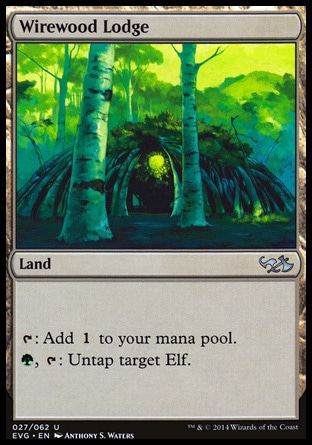 Wirewood Lodge
Land
: Add 1 to your mana pool.
, : Untap target Elf.
027/062 U
EVG • EN Anthony S. Waters
™ & © 2014 Wizards of the Coast